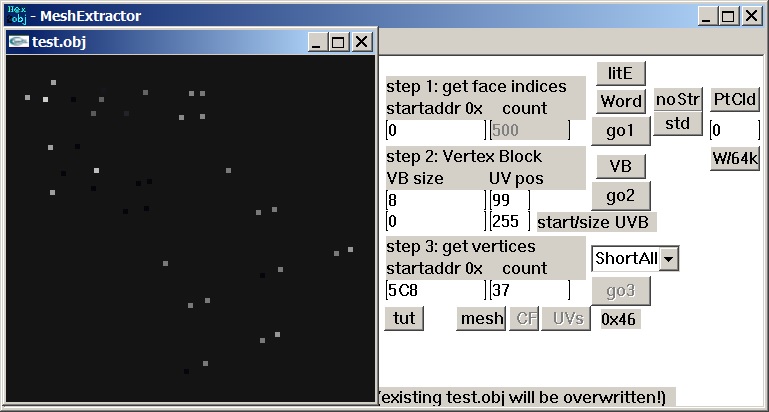 Hex
obj - MeshExtractor
test.obj
litE
step 1: get face indices
Word noStr PtCld
startaddr 0x count
std
0 500 go1 0
step 2: Vertex Block
VB W/64k
VB size UV pos
8 99 go2
0 255 start/size UVB
step 3: get vertices
startaddr 0x count ShortAll
5C8 37 go3
tut mesh CF UVs 0x46
(existing test.obj will be overwritten!)